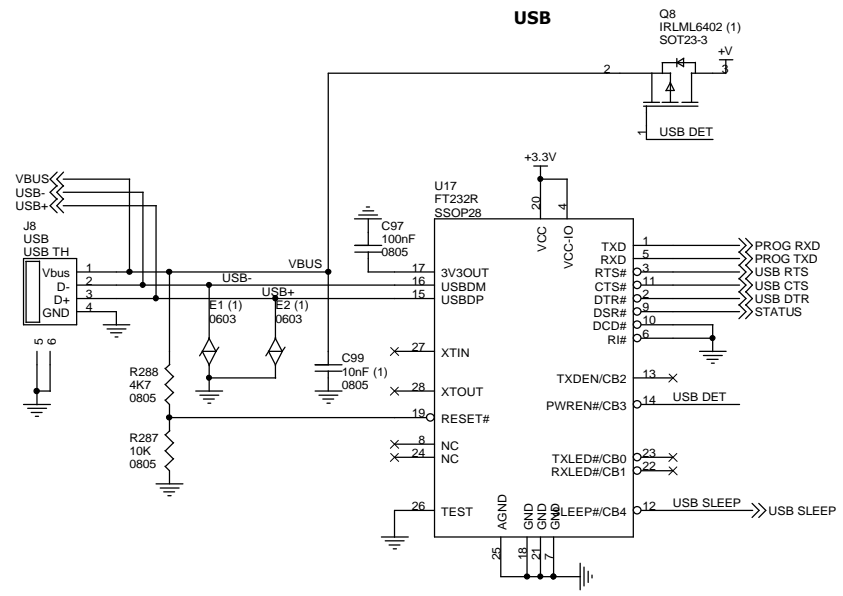 USB
Q8
IRLML6402 (1)
SOT23-3
+V
2
3
1
USB DET
+3.3V
VBUS
USB-
USB+
J8
USB
USB TH
Vbus
D-
D+
GND
1
2
3
4
5
6
USB-
VBUS
USB+
E1 (1)
0603
E2 (1)
0603
C97
100nF
0805
C99
10nF (1)
0805
R288
4K7
0805
R287
10K
0805
U17
FT232R
SSOP28
20
4
VCC
VCC-IO
17 3V3OUT
16 USBDM
15 USBDP
27 XTIN
28 XTOUT
19 RESET#
8 NC
24 NC
26 TEST
TXD 1 PROG RXD
RXD 5 PROG TXD
RTS# 3 USB RTS
CTS# 11 USB CTS
DTR# 2 USB DTR
DSR# 9 STATUS
DCD# 10
RI# 6
TXDEN/CB2 13
PWREN#/CB3 14 USB DET
TXLED#/CB0 23
RXLED#/CB1 22
SLEEP#/CB4 12 USB SLEEP USB SLEEP
AGND
GND
GND
GND
25
18
21
7